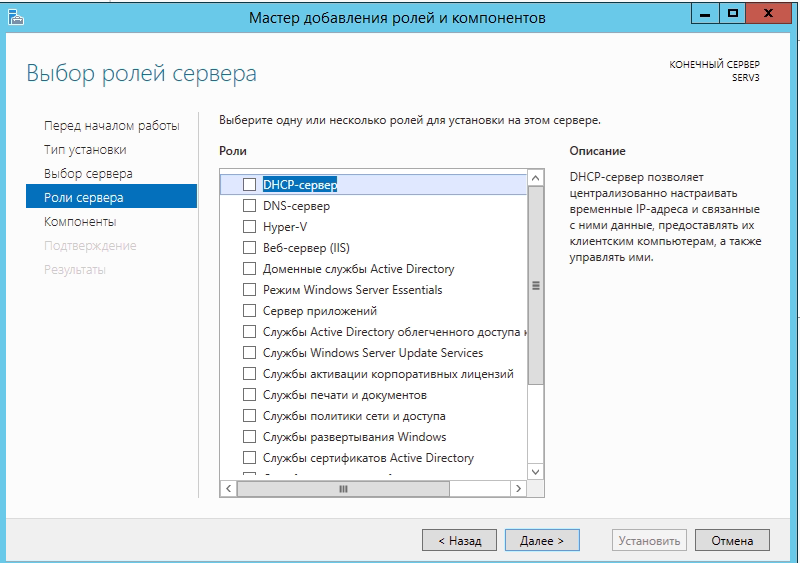 Мастер добавления ролей и компонентов
Выбор ролей сервера
КОНЕЧНЫЙ СЕРВЕР
SERV3
Перед началом работы
Тип установки
Выбор сервера
Роли сервера
Компоненты
Подтверждение
Результаты
Выберите одну или несколько ролей для установки на этом сервере.
Роли
DHCP-сервер
DNS-сервер
Hyper-V
Веб-сервер (IIS)
Доменные службы Active Directory
Режим Windows Server Essentials
Сервер приложений
Службы Active Directory облегченного доступа
Службы Windows Server Update Services
Службы активации корпоративных лицензий
Службы печати и документов
Службы политики сети и доступа
Службы развертывания Windows
Службы сертификатов Active Directory
Описание
DHCP-сервер позволяет
централизованно настраивать
временные IP-адреса и связанные
с ними данные, предоставлять их
клиентским компьютерам, а также
управлять ими.
< Назад
Далее >
Установить
Отмена